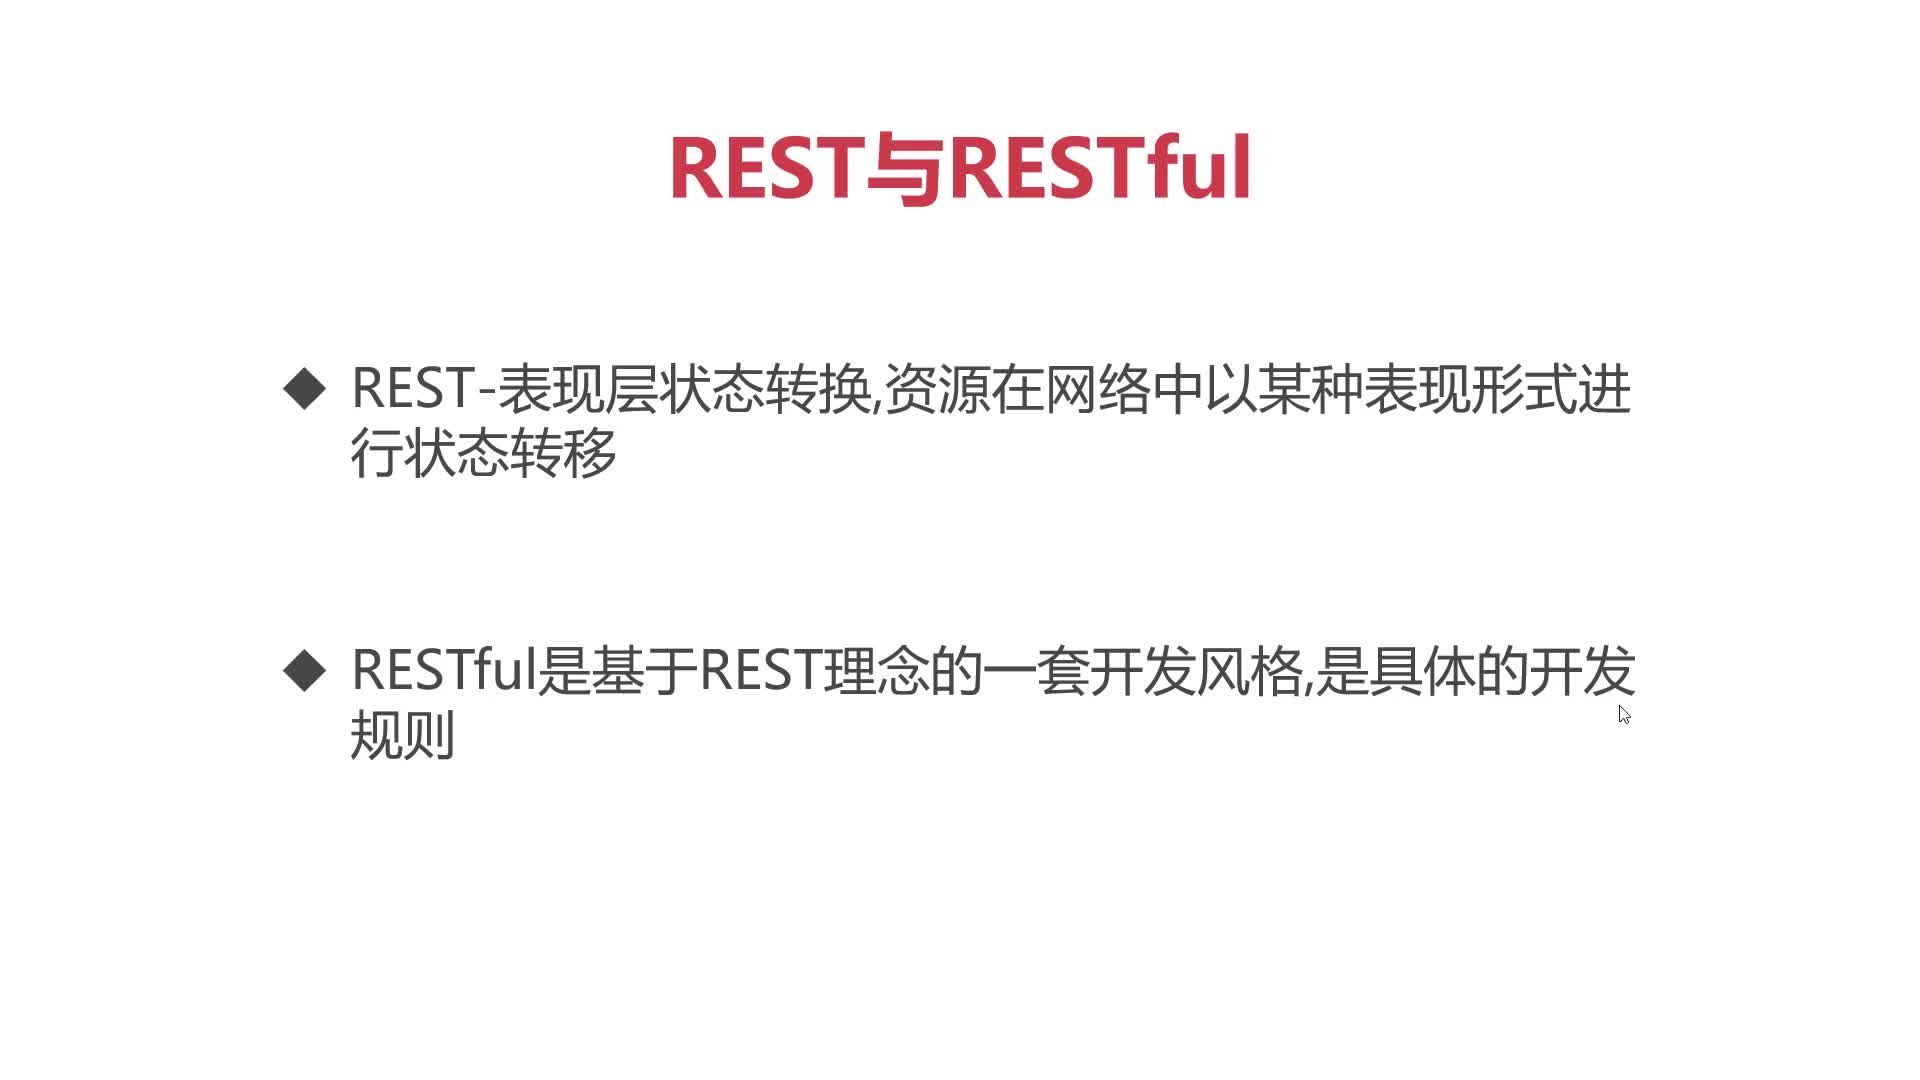 REST与RESTful
◆ REST-表现层状态转换,资源在网络中以某种表现形式进
行状态转移
◆ RESTful是基于REST理念的一套开发风格,是具体的开发
规则